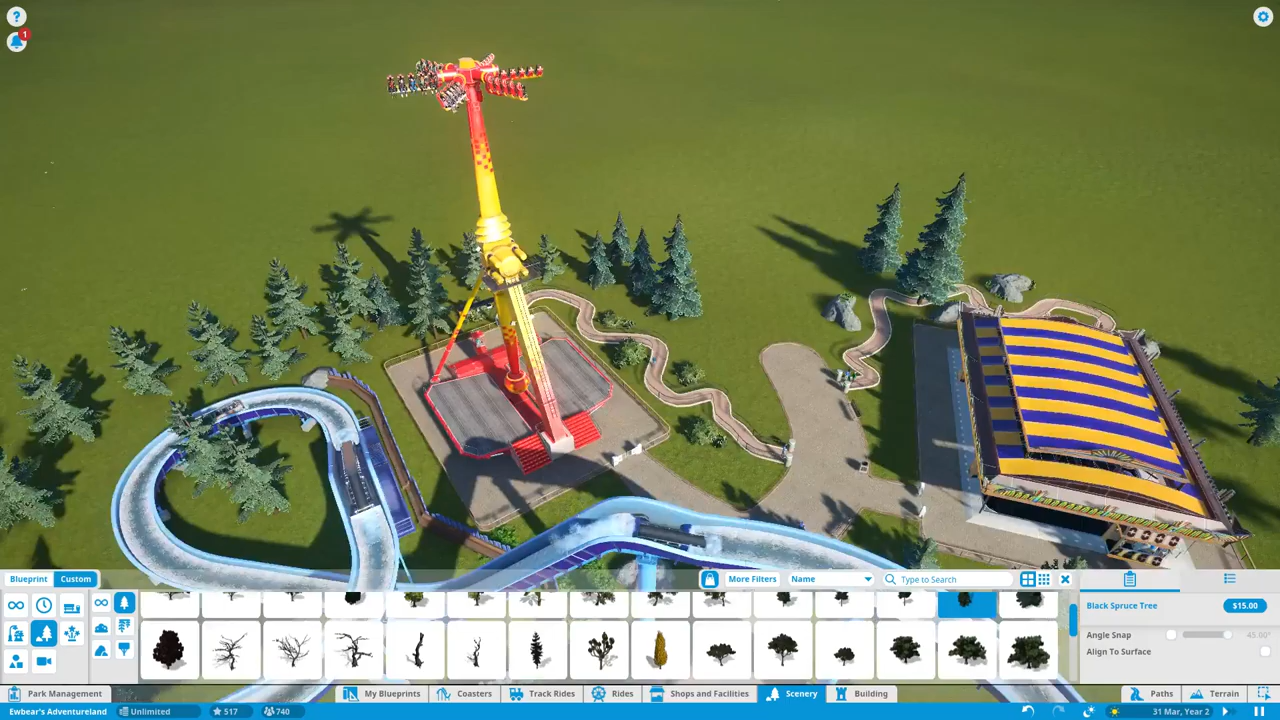 ?
1
Blueprint Custom More Filters Name Type to Search
Black Spruce Tree $15.00
Angle Snap 45.00°
Align To Surface
Park Management My Blueprints Coasters Track Rides Rides Shops and Facilities Scenery Building Paths Terrain
Ewbear's Adventureland Unlimited 517 740 31 Mar, Year 2